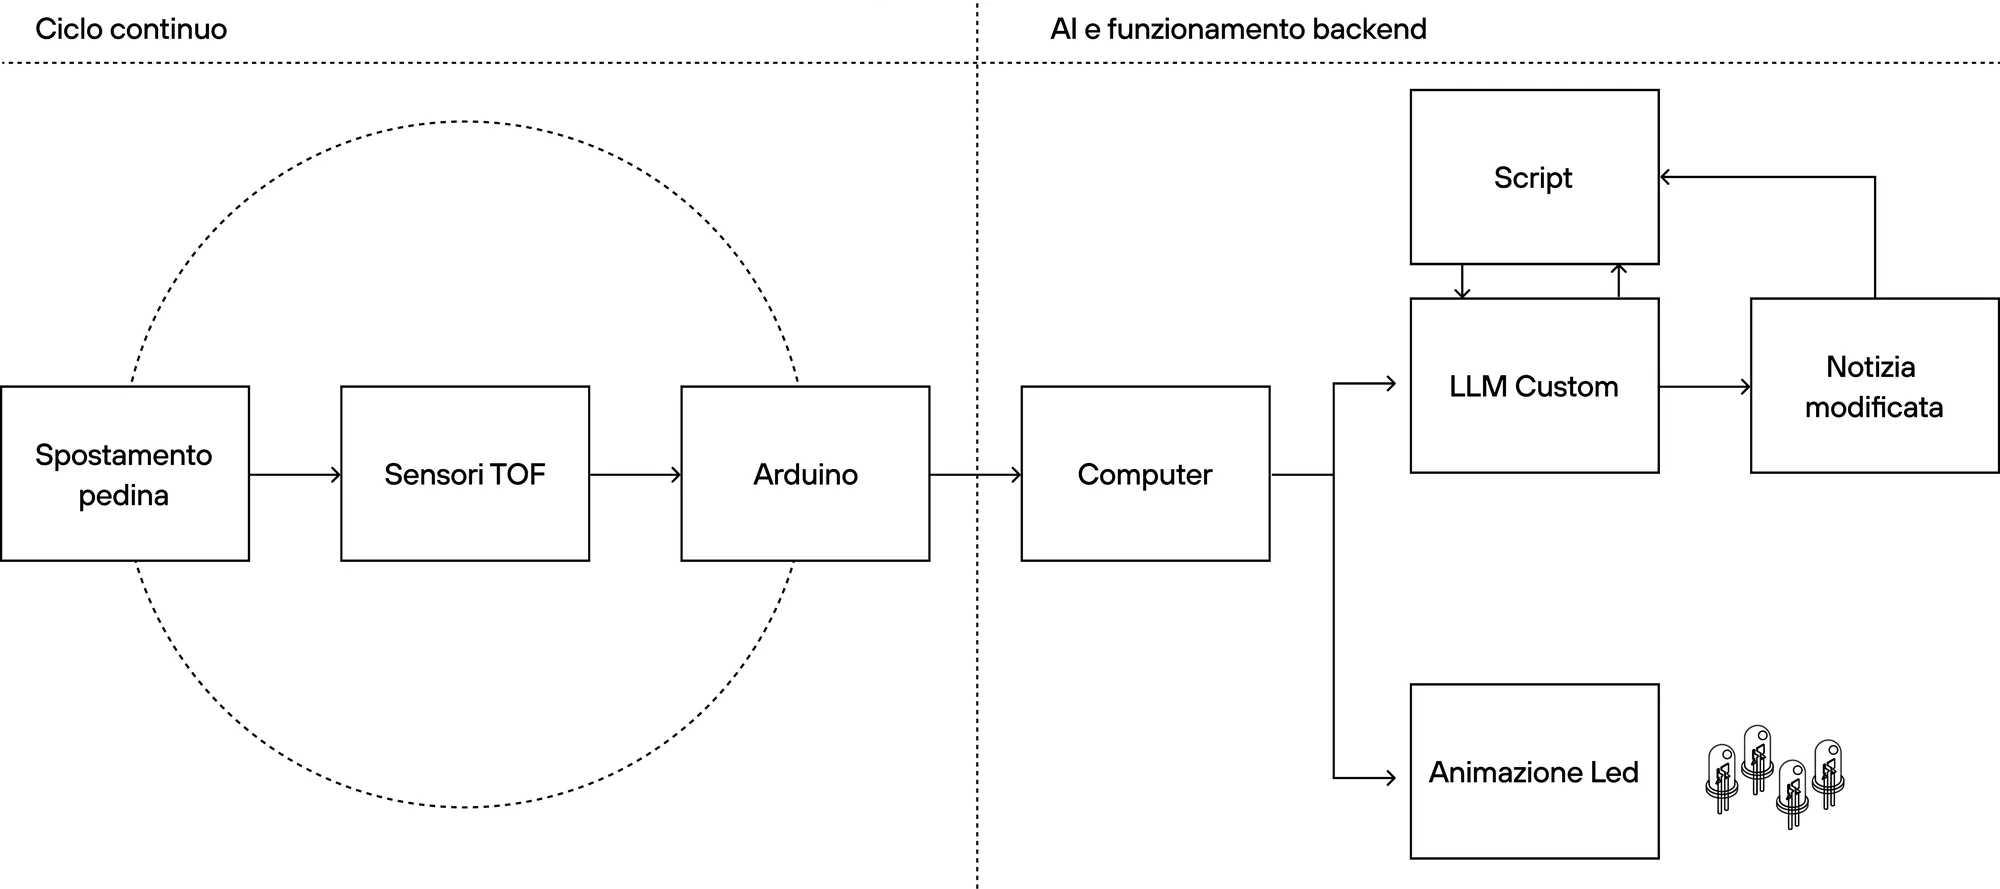 Ciclo continuo
AI e funzionamento backend
Spostamento
pedina
Sensori TOF
Arduino
Computer
Script
LLM Custom
Notizia
modificata
Animazione Led